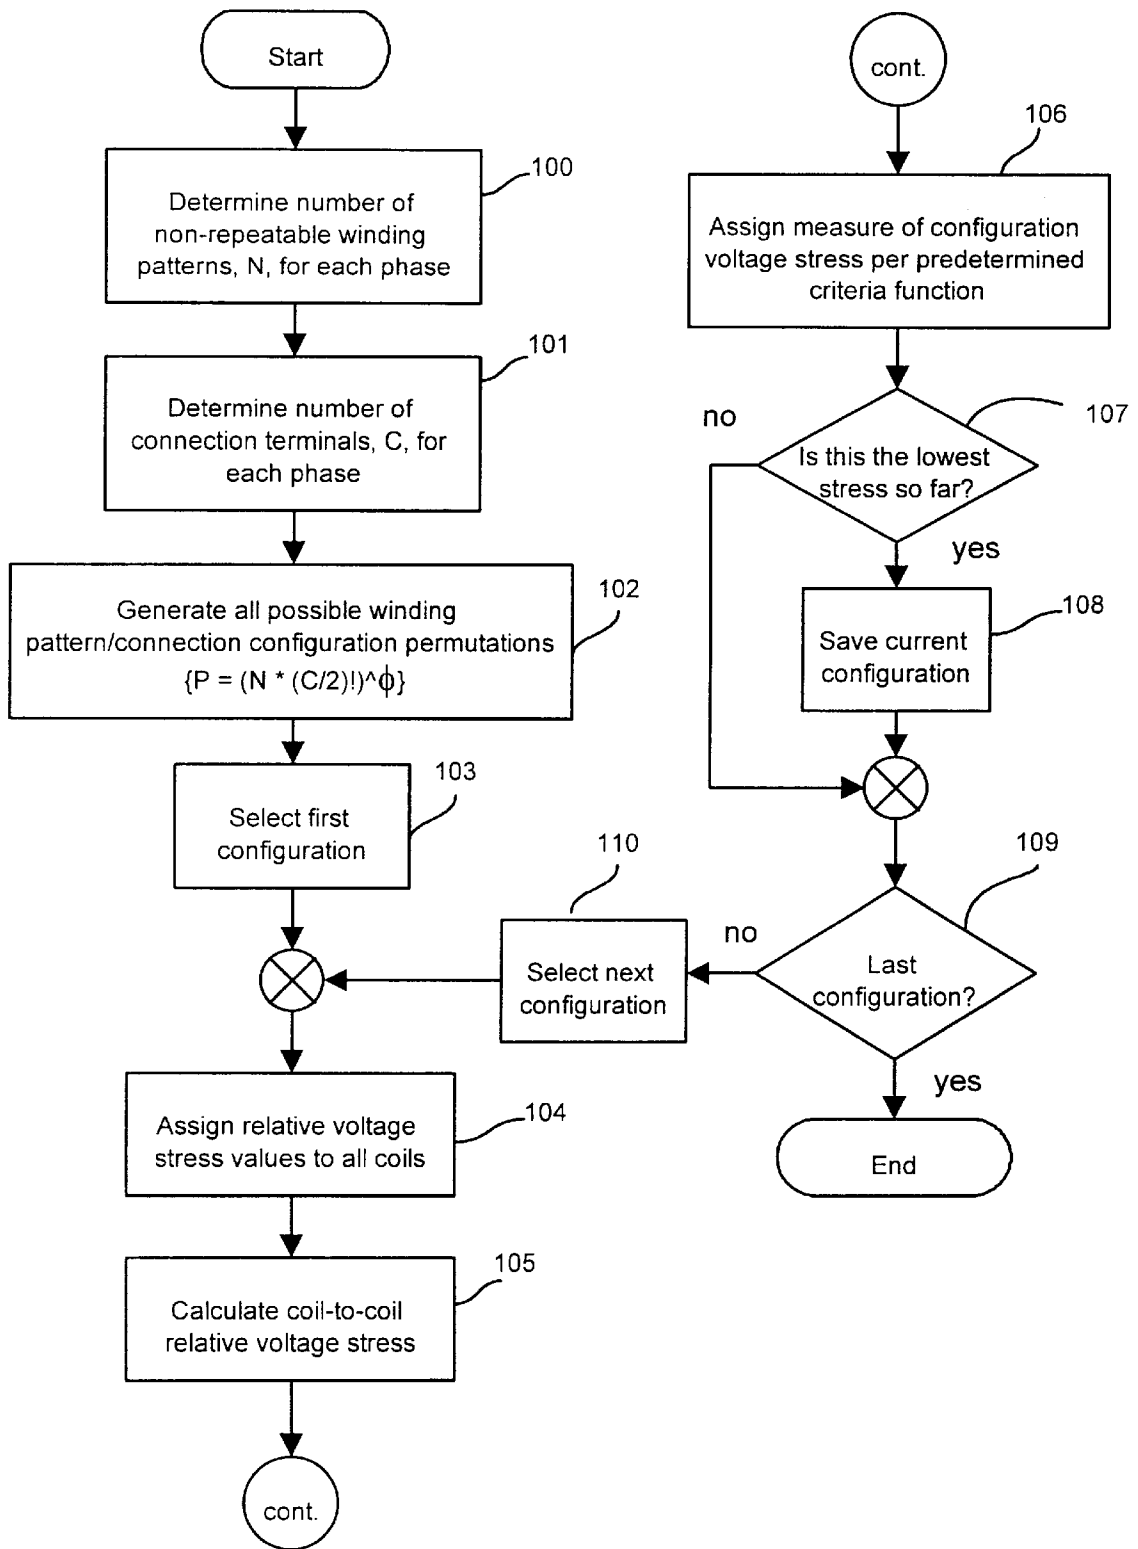 Start
100
Determine number of
non-repeatable winding
patterns, N, for each phase
101
Determine number of
connection terminals, C, for
each phase
102
Generate all possible winding
pattern/connection configuration permutations
{P = (N * (C/2)!)^ϕ}
103
Select first
configuration
104
Assign relative voltage
stress values to all coils
105
Calculate coil-to-coil
relative voltage stress
cont.
cont.
106
Assign measure of configuration
voltage stress per predetermined
criteria function
107
no
Is this the lowest
stress so far?
yes
108
Save current
configuration
109
Last
configuration?
no
110
Select next
configuration
yes
End